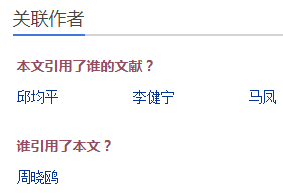 关联作者
本文引用了谁的文献？
邱均平 李健宁 马凤
谁引用了本文？
周晓鸥